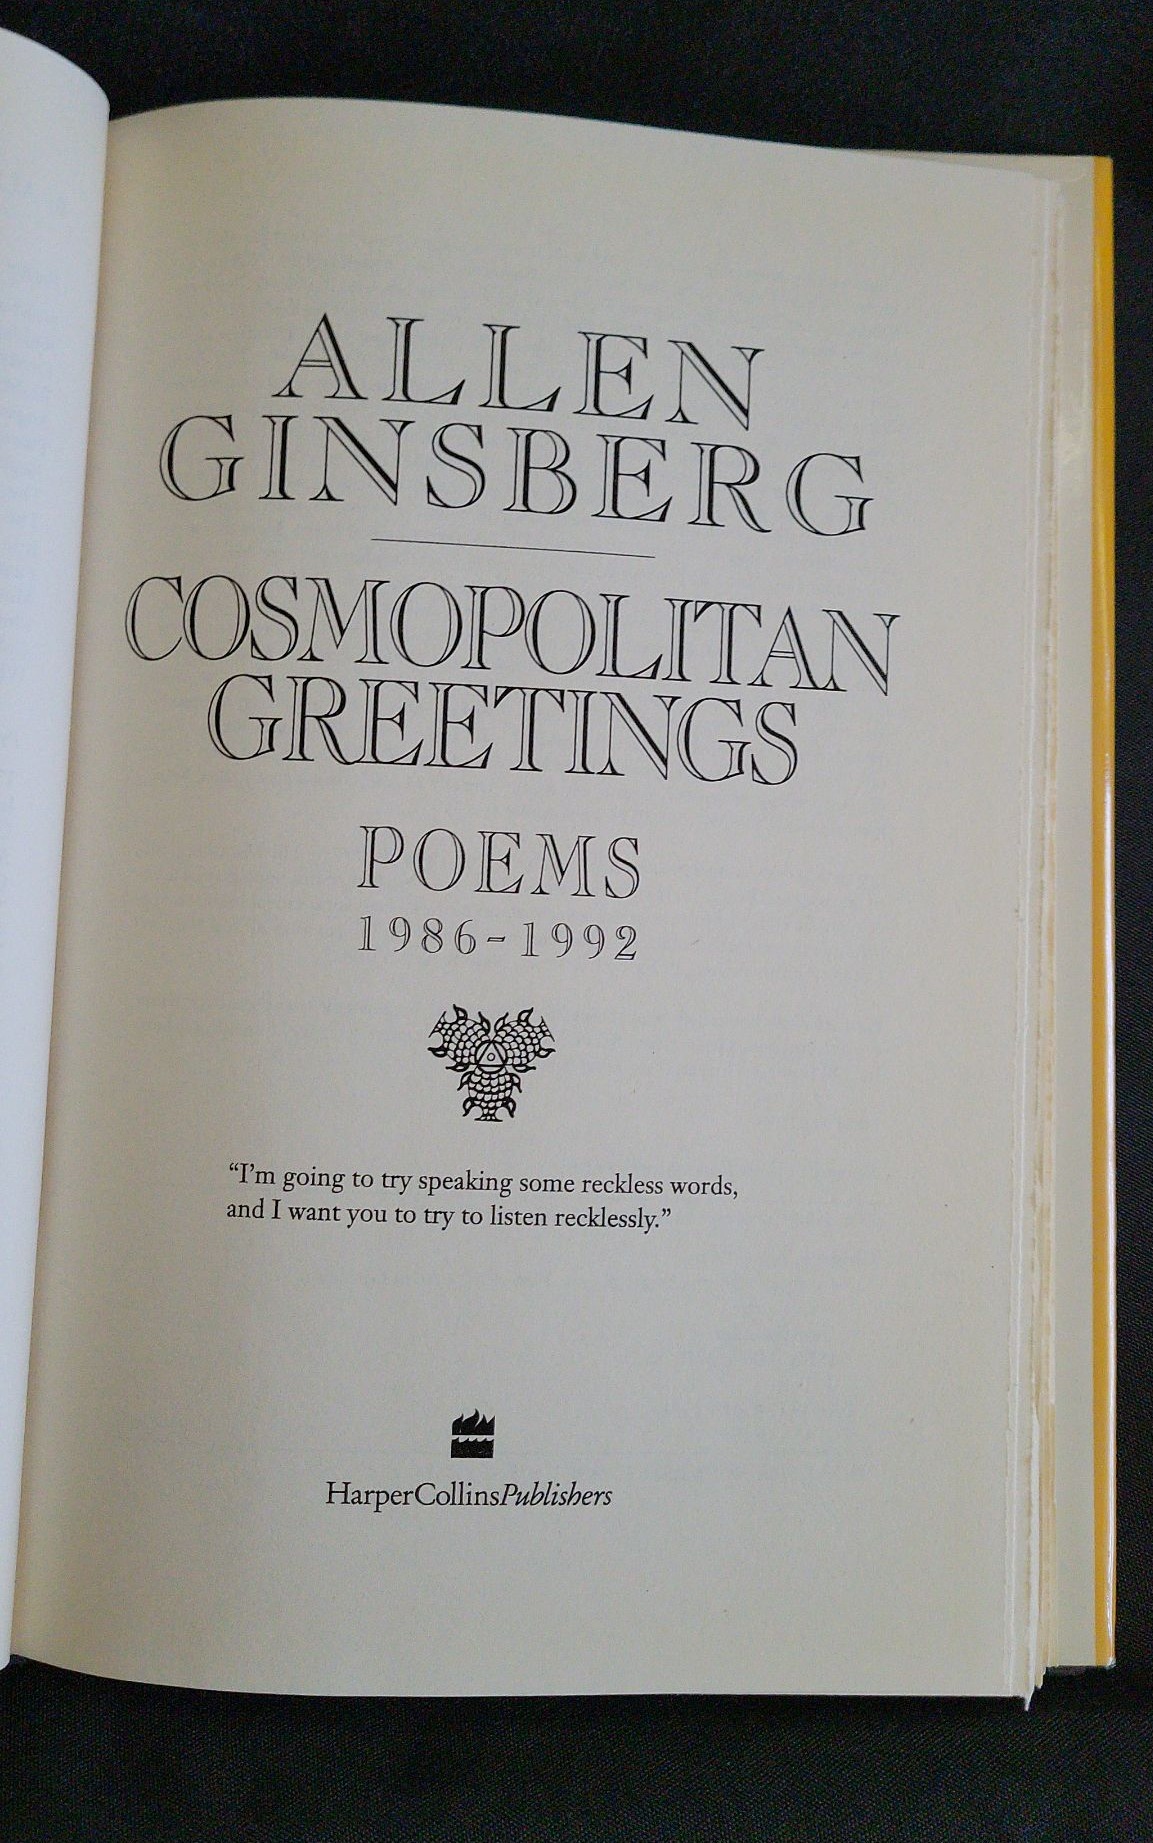 ALLEN
GINSBERG
COSMOPOLITAN
GREETINGS
POEMS
1986-1992
“I’m going to try speaking some reckless words,
and I want you to try to listen recklessly.”
HarperCollinsPublishers